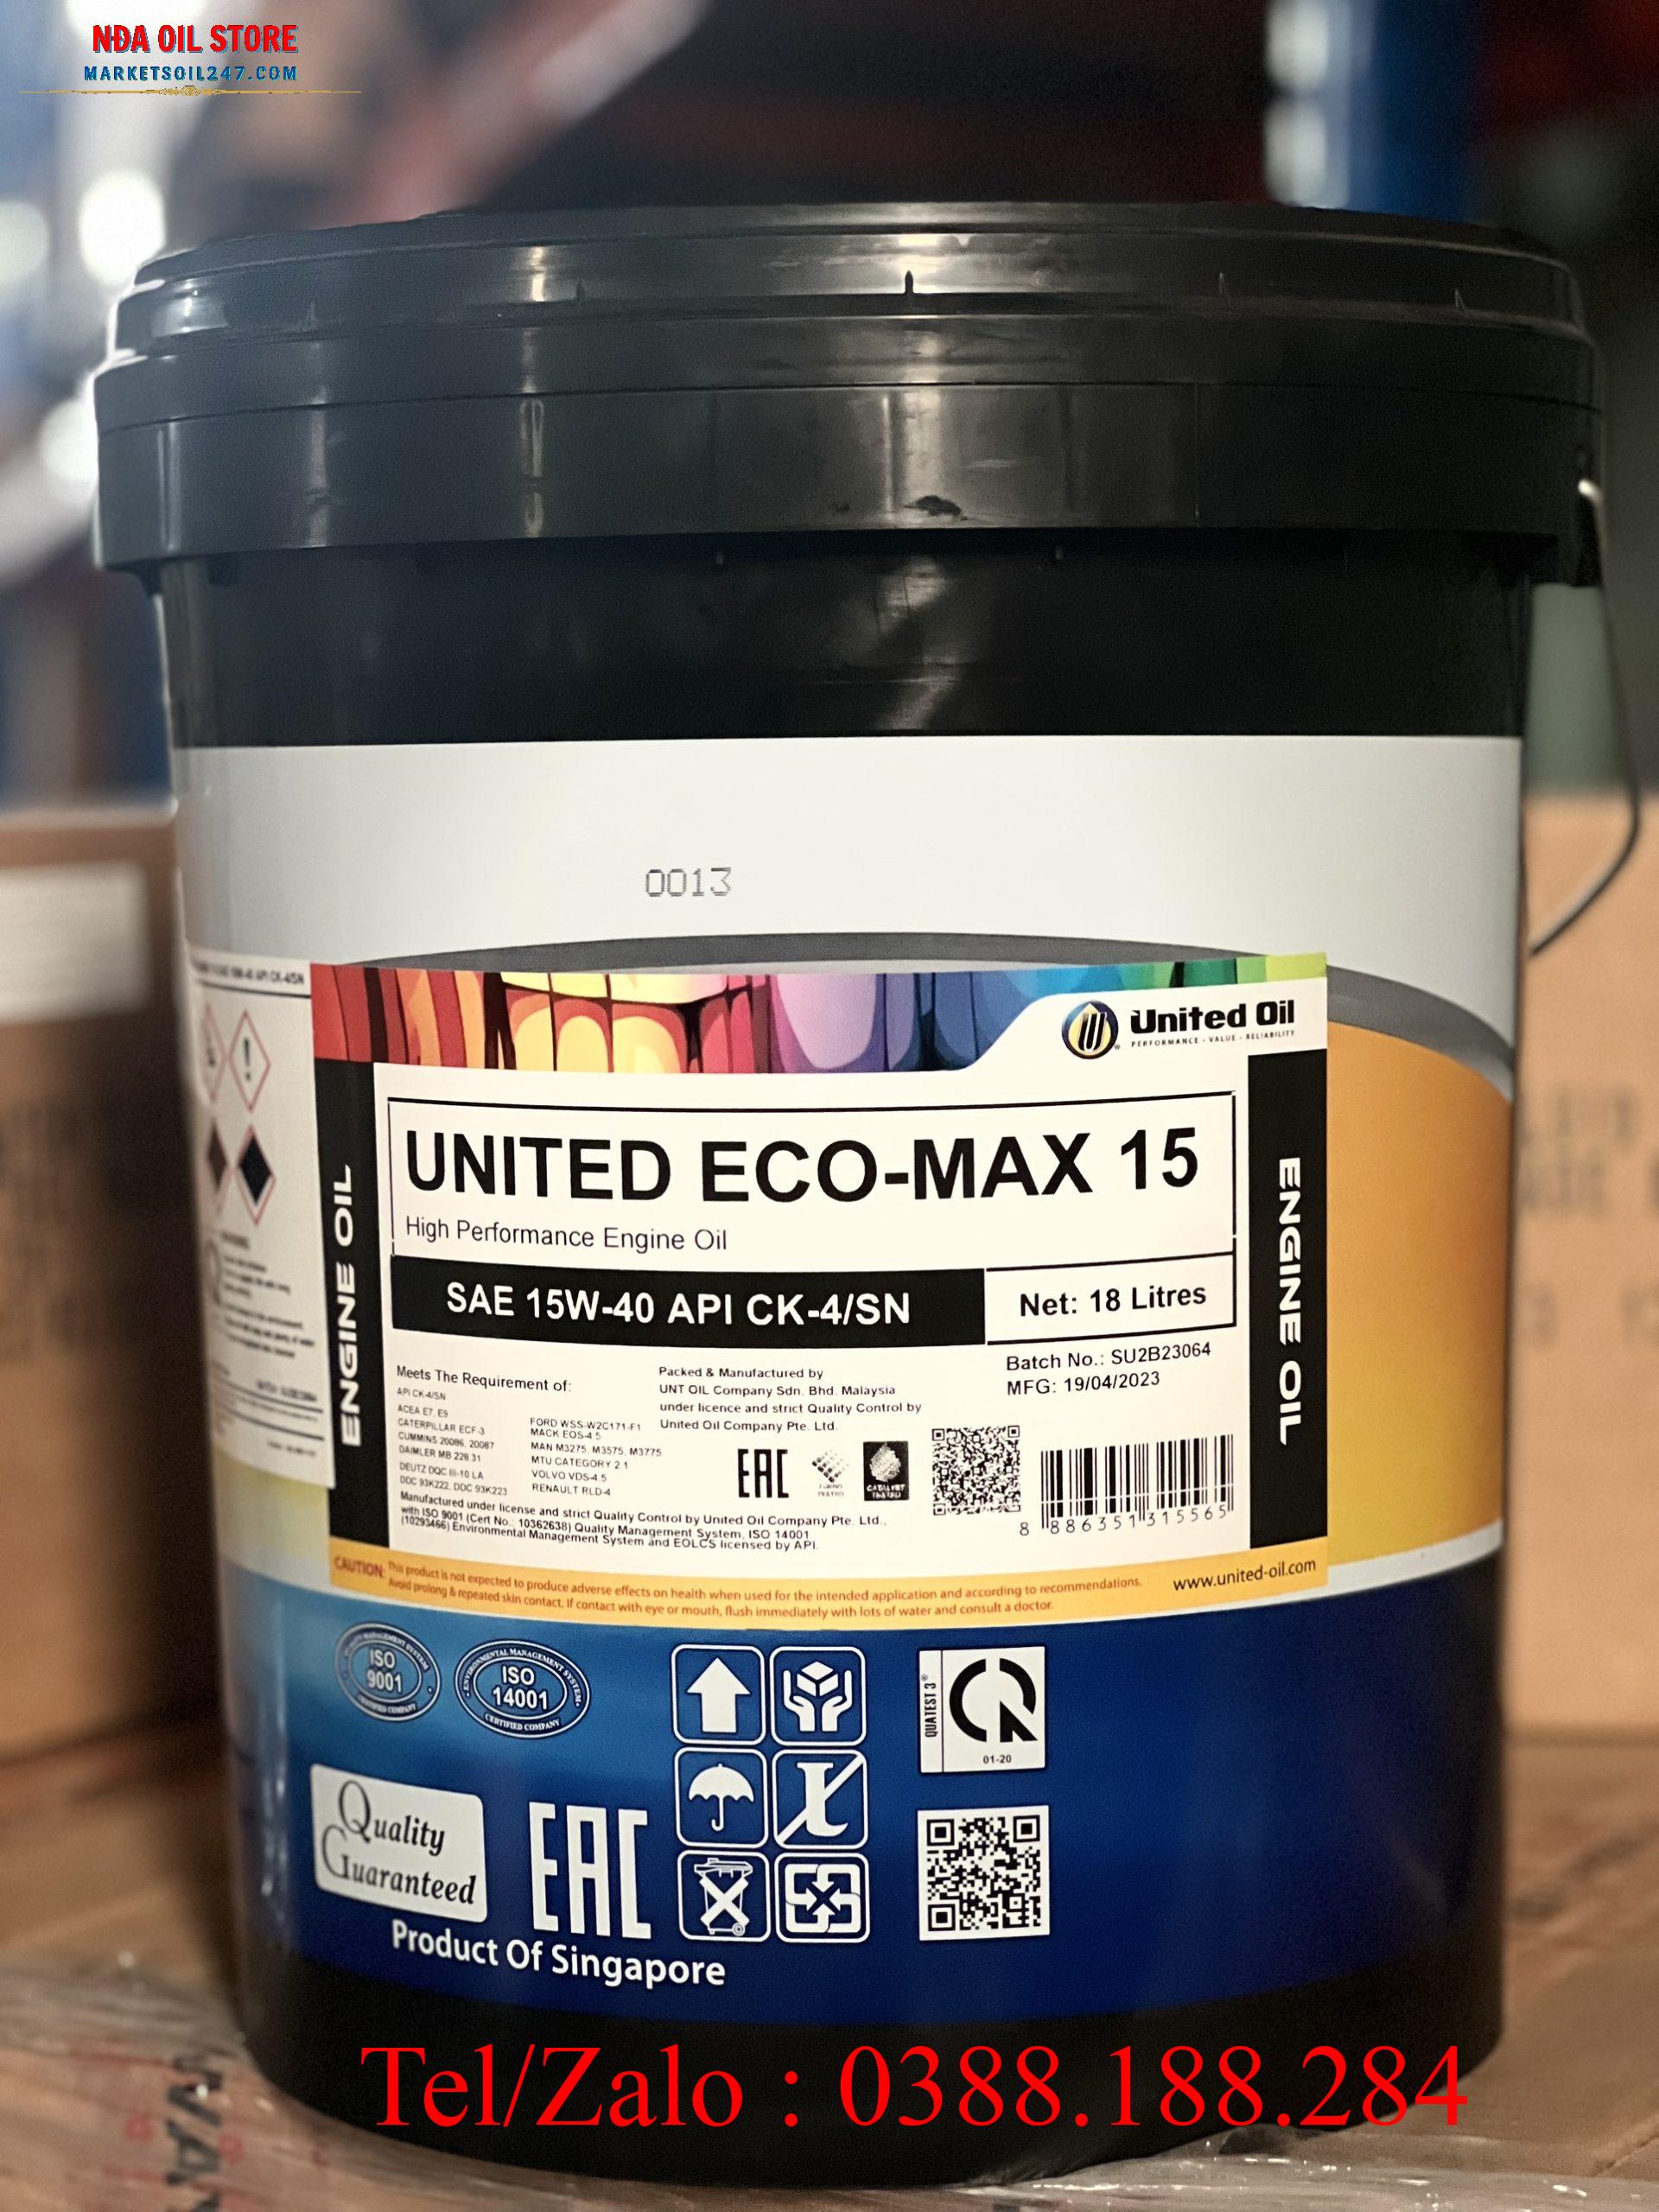 NĐA OIL STORE
MARKETSOIL247.COM
0013
United Oil
PERFORMANCE - VALUE - RELIABILITY
ENGINE OIL
UNITED ECO-MAX 15
High Performance Engine Oil
SAE 15W-40 API CK-4/SN
Net: 18 Litres
ENGINE OIL
Batch No.: SU2B23064
MFG: 19/04/2023
Meets The Requirement of:
API CK-4/SN
ACEA E7, E9
CATERPILLAR ECF-3
CUMMINS 20086, 20087
DAIMLER MB 228.31
DEUTZ DQC III-10 LA
DDC 93K222, DDC 93K223
FORD WSS-W2C171-F1
MACK EOS-4.5
MAN M3275, M3575, M3775
MTU CATEGORY 2.1
VOLVO VDS-4.5
RENAULT RLD-4
Packed & Manufactured by
UNT OIL Company Sdn. Bhd. Malaysia
under licence and strict Quality Control by
United Oil Company Pte. Ltd.
EAC
CATALYST
TESTED
8 886351 315565
Manufactured under license and strict Quality Control by United Oil Company Pte. Ltd.,
with ISO 9001 (Cert No.: 10362638) Quality Management System, ISO 14001
(10293466) Environmental Management System and EOLCS licensed by API.
CAUTION: This product is not expected to produce adverse effects on health when used for the intended application and according to recommendations.
Avoid prolong & repeated skin contact. If contact with eye or mouth, flush immediately with lots of water and consult a doctor.
www.united-oil.com
ISO
9001
CERTIFIED COMPANY
ENVIRONMENTAL MANAGEMENT SYSTEM
ISO
14001
CERTIFIED COMPANY
QUATEST 3®
01-20
Quality
Guaranteed
EAC
Product Of Singapore
Tel/Zalo : 0388.188.284